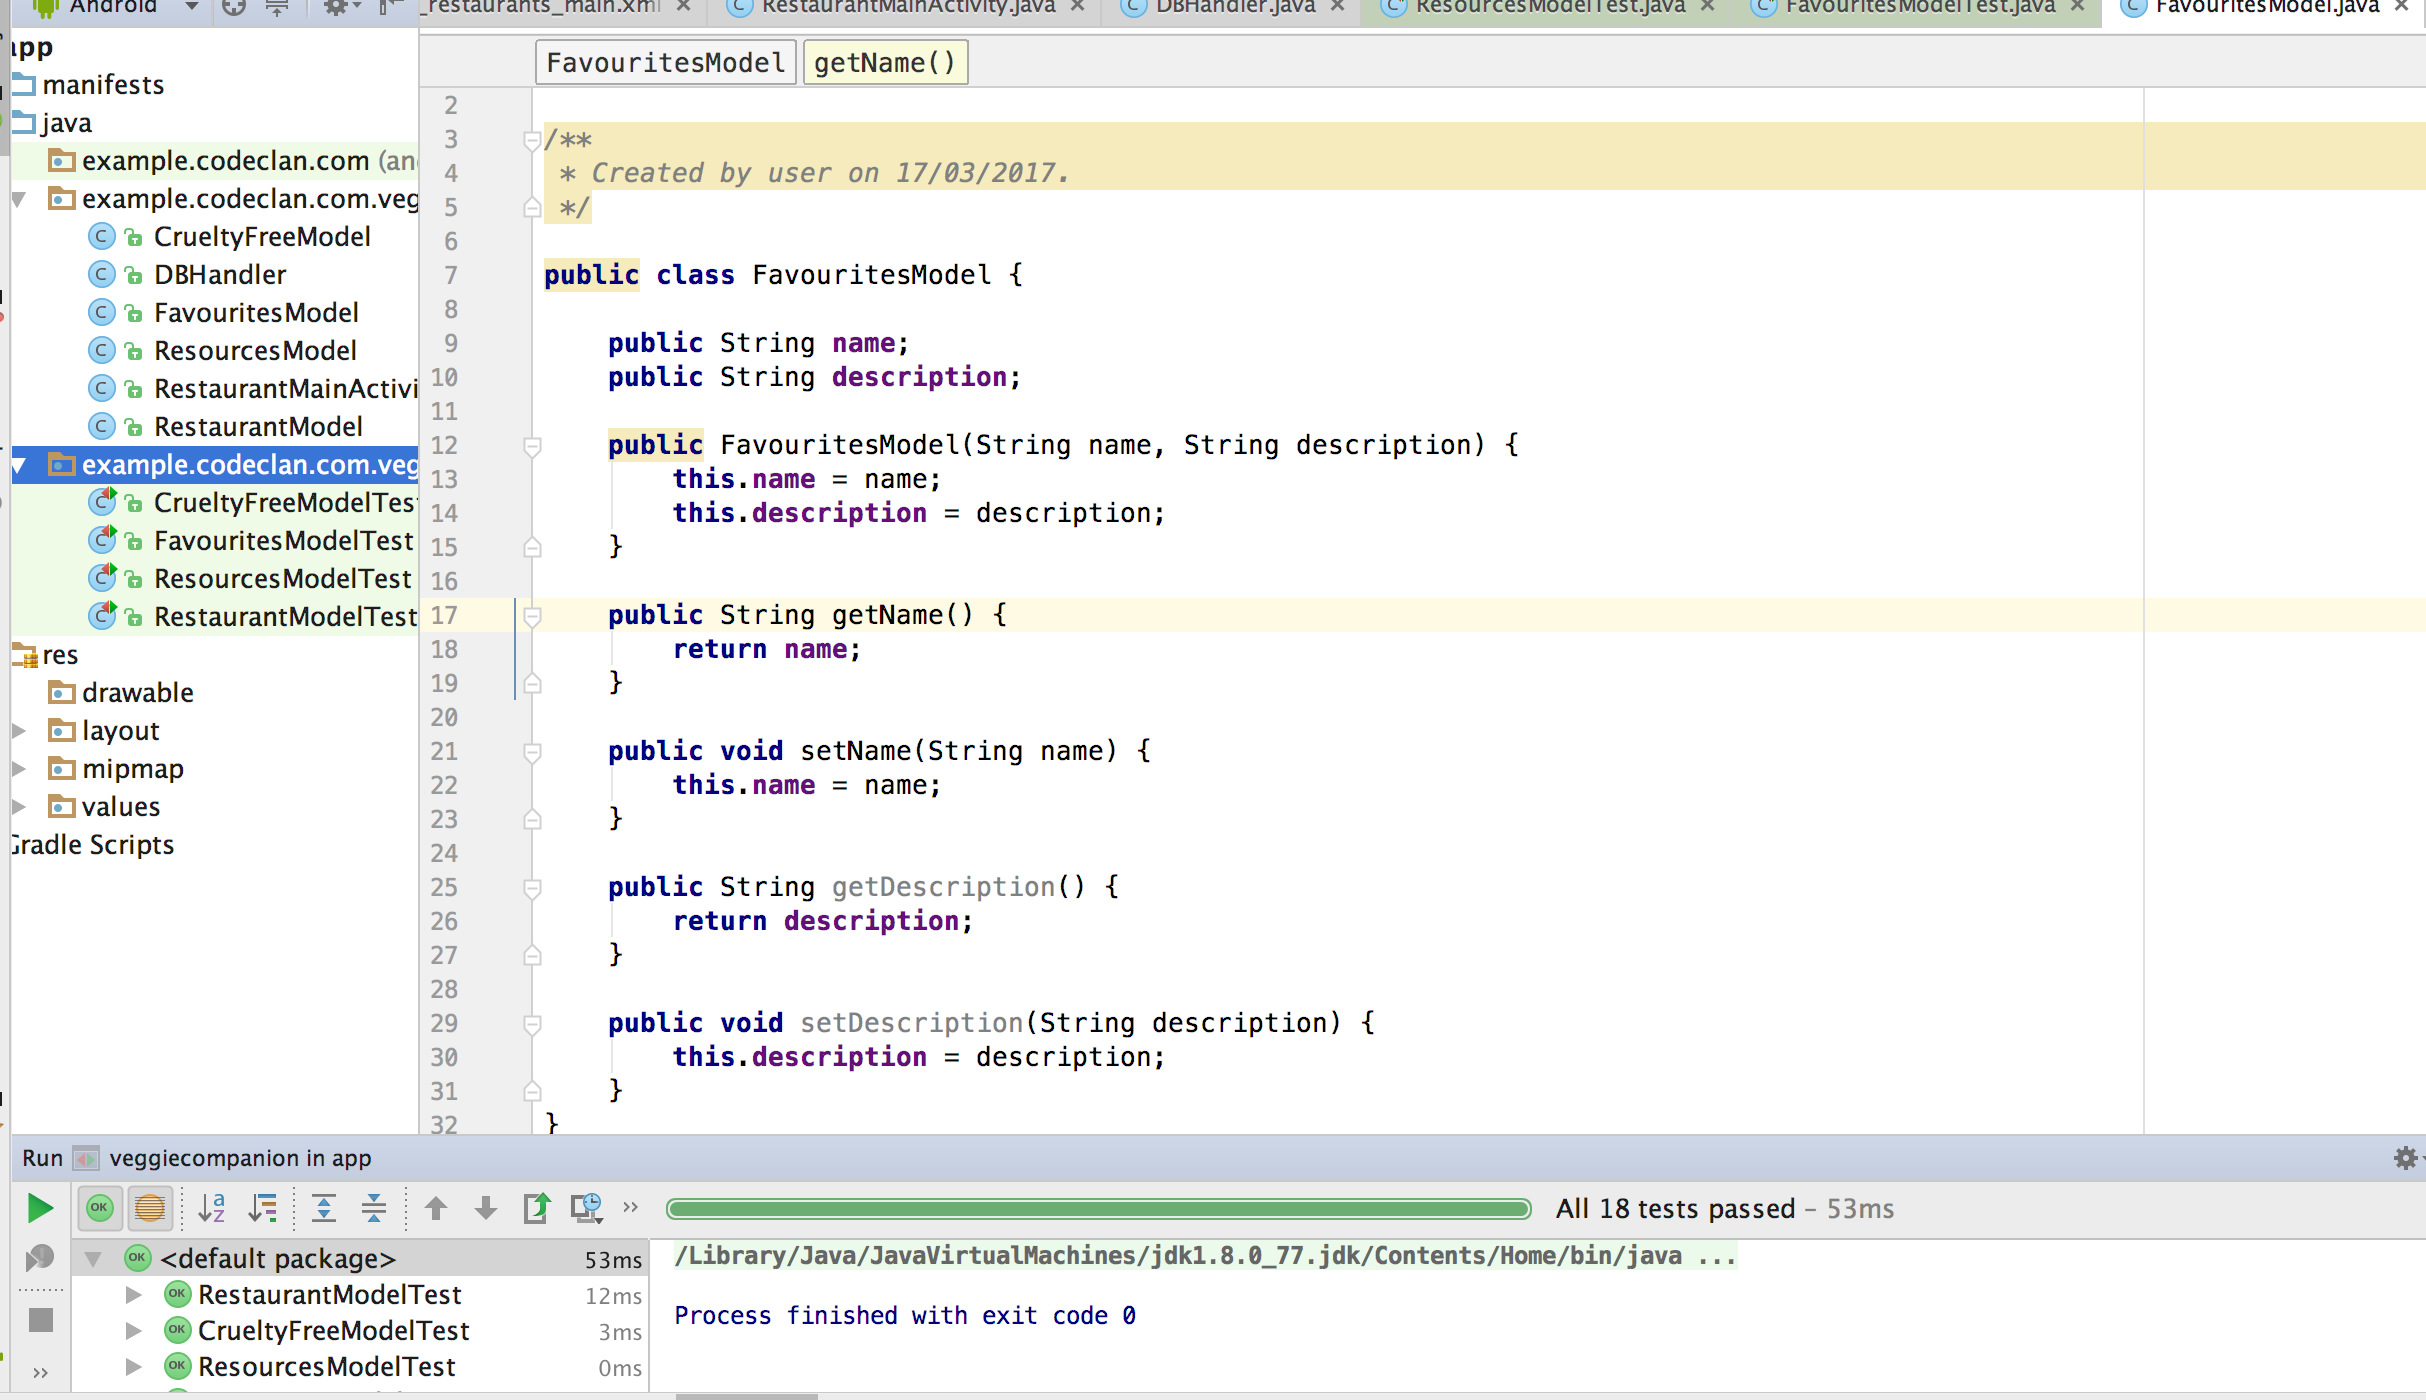 Android
_restaurants_main.xml
RestaurantMainActivity.java
DBHandler.java
ResourcesModelTest.java
FavouritesModelTest.java
FavouritesModel.java
app
manifests
java
example.codeclan.com (an
example.codeclan.com.veg
CrueltyFreeModel
DBHandler
FavouritesModel
ResourcesModel
RestaurantMainActivi
RestaurantModel
example.codeclan.com.veg
CrueltyFreeModelTest
FavouritesModelTest
ResourcesModelTest
RestaurantModelTest
res
drawable
layout
mipmap
values
Gradle Scripts
FavouritesModel getName()
2
3 /**
4 * Created by user on 17/03/2017.
5 */
6
7 public class FavouritesModel {
8
9 public String name;
10 public String description;
11
12 public FavouritesModel(String name, String description) {
13 this.name = name;
14 this.description = description;
15 }
16
17 public String getName() {
18 return name;
19 }
20
21 public void setName(String name) {
22 this.name = name;
23 }
24
25 public String getDescription() {
26 return description;
27 }
28
29 public void setDescription(String description) {
30 this.description = description;
31 }
32 }
Run veggiecompanion in app
All 18 tests passed – 53ms
<default package> 53ms
RestaurantModelTest 12ms
CrueltyFreeModelTest 3ms
ResourcesModelTest 0ms
/Library/Java/JavaVirtualMachines/jdk1.8.0_77.jdk/Contents/Home/bin/java ...
Process finished with exit code 0